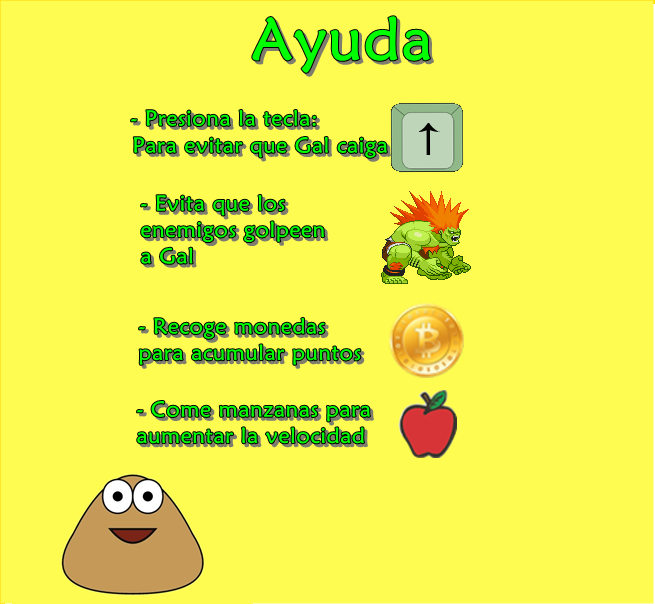 Ayuda
- Presiona la tecla:
Para evitar que Gal caiga
↑
- Evita que los
enemigos golpeen
a Gal
- Recoge monedas
para acumular puntos
- Come manzanas para
aumentar la velocidad